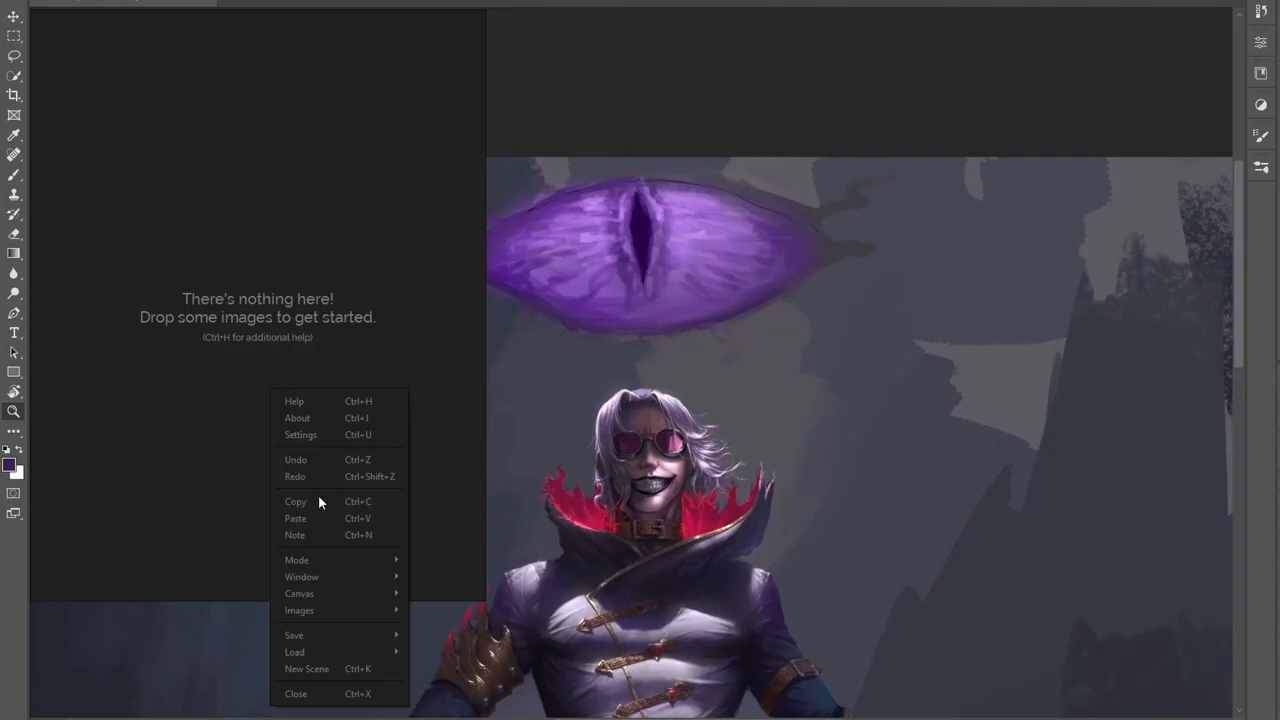 There's nothing here!
Drop some images to get started.
(Ctrl+H for additional help)
Help Ctrl+H
About Ctrl+J
Settings Ctrl+U
Undo Ctrl+Z
Redo Ctrl+Shift+Z
Copy Ctrl+C
Paste Ctrl+V
Note Ctrl+N
Mode
Window
Canvas
Images
Save
Load
New Scene Ctrl+K
Close Ctrl+X